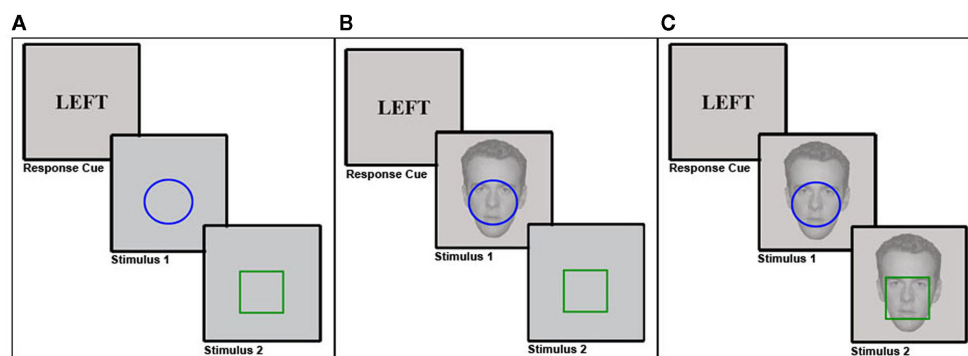 A
LEFT
Response Cue
Stimulus 1
Stimulus 2
B
LEFT
Response Cue
Stimulus 1
Stimulus 2
C
LEFT
Response Cue
Stimulus 1
Stimulus 2